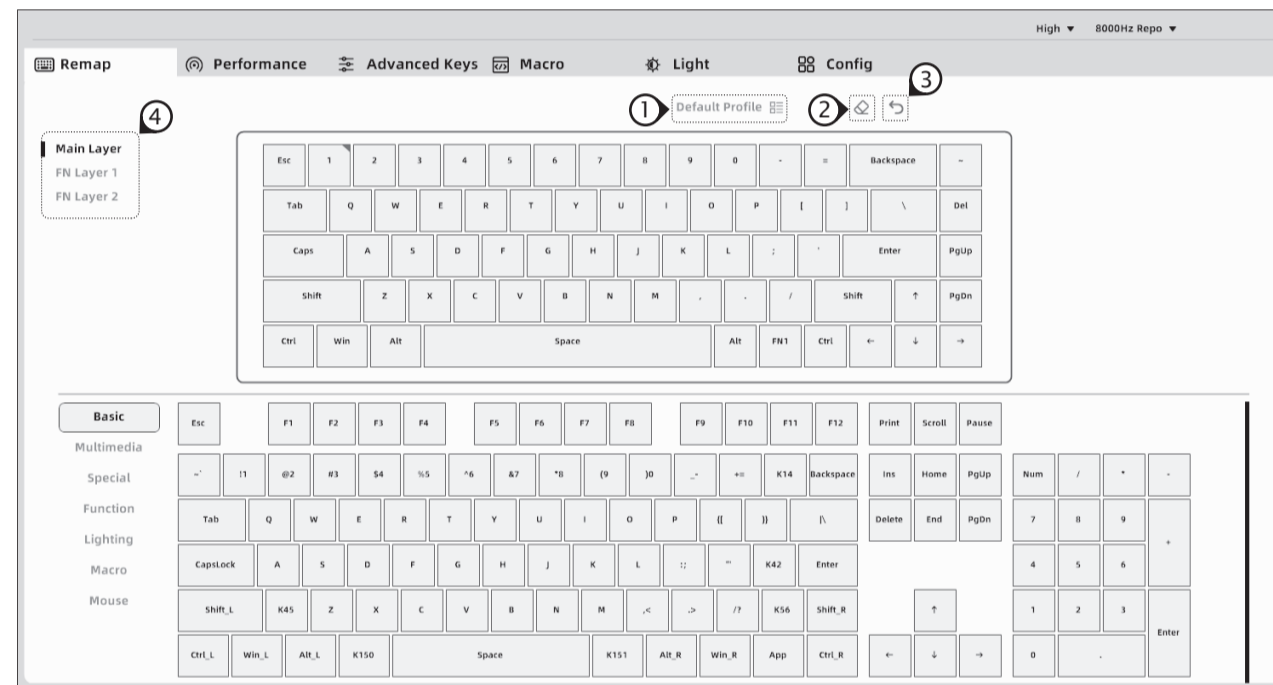 High ▼ 8000Hz Repo ▼
Remap Performance Advanced Keys Macro Light Config
③
① Default Profile ②
④
Main Layer
FN Layer 1
FN Layer 2
Esc 1 2 3 4 5 6 7 8 9 0 - = Backspace ~
Tab Q W E R T Y U I O P [ ] \ Del
Caps A S D F G H J K L ; ' Enter PgUp
Shift Z X C V B N M , . / Shift ↑ PgDn
Ctrl Win Alt Space Alt FN1 Ctrl ← ↓ →
Basic
Multimedia
Special
Function
Lighting
Macro
Mouse
Esc F1 F2 F3 F4 F5 F6 F7 F8 F9 F10 F11 F12 Print Scroll Pause
~` !1 @2 #3 $4 %5 ^6 &7 *8 (9 )0 _- += K14 Backspace Ins Home PgUp Num / * -
Tab Q W E R T Y U I O P {[ }] |\ Delete End PgDn 7 8 9 +
CapsLock A S D F G H J K L :; "' K42 Enter 4 5 6
Shift_L K45 Z X C V B N M ,< .> /? K56 Shift_R ↑ 1 2 3 Enter
Ctrl_L Win_L Alt_L K150 Space K151 Alt_R Win_R App Ctrl_R ← ↓ → 0 .